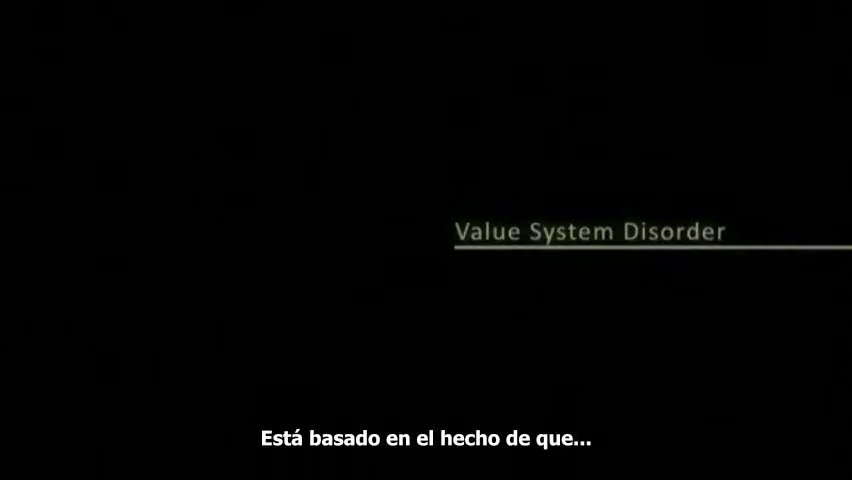 Value System Disorder
Está basado en el hecho de que...